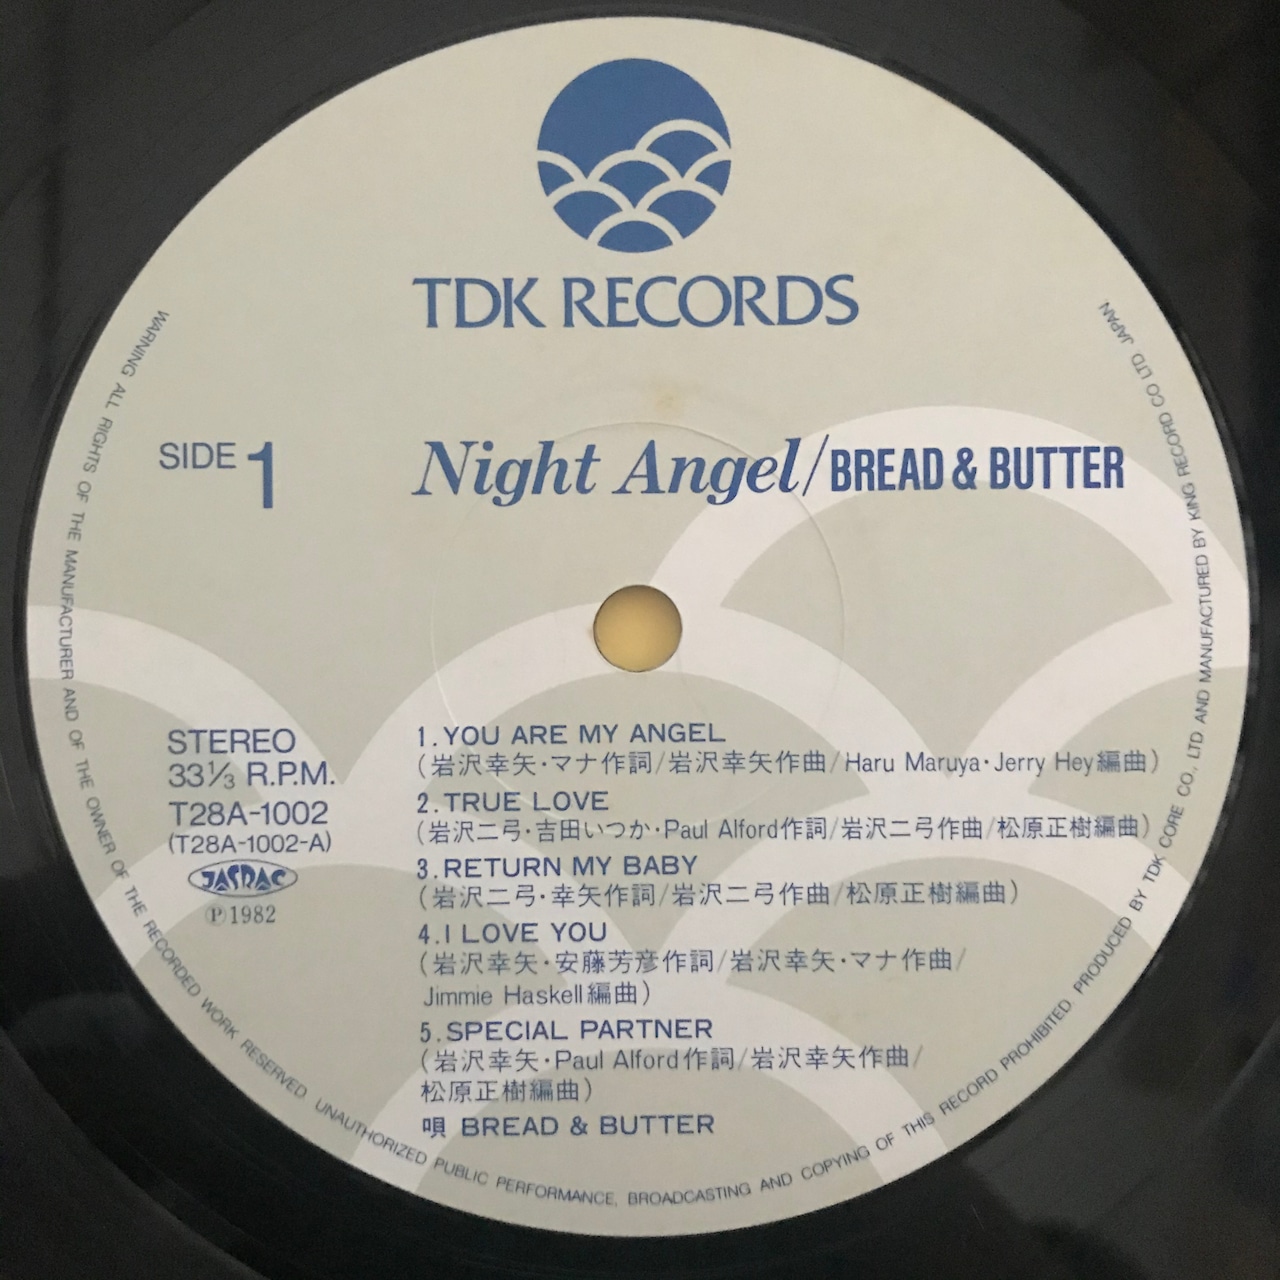 TDK RECORDS
SIDE 1
Night Angel/BREAD & BUTTER
STEREO
33⅓ R.P.M.
T28A-1002
(T28A-1002-A)
JASRAC
Ⓟ1982
1.YOU ARE MY ANGEL
(岩沢幸矢・マナ作詞/岩沢幸矢作曲/Haru Maruya・Jerry Hey編曲)
2.TRUE LOVE
(岩沢二弓・吉田いつか・Paul Alford作詞/岩沢二弓作曲/松原正樹編曲)
3.RETURN MY BABY
(岩沢二弓・幸矢作詞/岩沢二弓作曲/松原正樹編曲)
4.I LOVE YOU
(岩沢幸矢・安藤芳彦作詞/岩沢幸矢・マナ作曲/
Jimmie Haskell編曲)
5.SPECIAL PARTNER
(岩沢幸矢・Paul Alford作詞/岩沢幸矢作曲/
松原正樹編曲)
唄 BREAD & BUTTER
WARNING ALL RIGHTS OF THE MANUFACTURER AND OF THE OWNER OF THE RECORDED WORK RESERVED UNAUTHORIZED PUBLIC PERFORMANCE, BROADCASTING AND COPYING OF THIS RECORD PROHIBITED PRODUCED BY TDK CORE CO., LTD AND MANUFACTURED BY KING RECORD CO LTD JAPAN